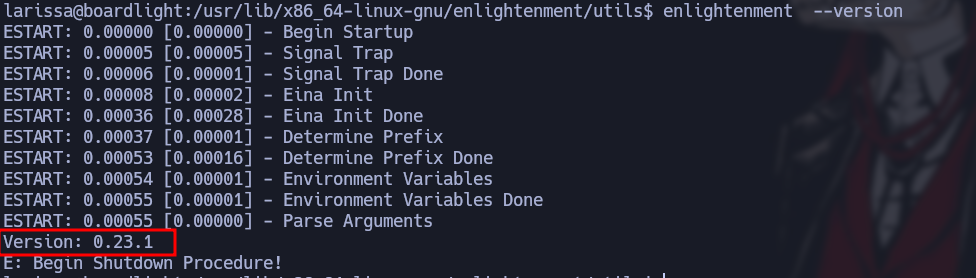 larissa@boardlight:/usr/lib/x86_64-linux-gnu/enlightenment/utils$ enlightenment  --version
ESTART: 0.00000 [0.00000] - Begin Startup
ESTART: 0.00005 [0.00005] - Signal Trap
ESTART: 0.00006 [0.00001] - Signal Trap Done
ESTART: 0.00008 [0.00002] - Eina Init
ESTART: 0.00036 [0.00028] - Eina Init Done
ESTART: 0.00037 [0.00001] - Determine Prefix
ESTART: 0.00053 [0.00016] - Determine Prefix Done
ESTART: 0.00054 [0.00001] - Environment Variables
ESTART: 0.00055 [0.00001] - Environment Variables Done
ESTART: 0.00055 [0.00000] - Parse Arguments
Version: 0.23.1
E: Begin Shutdown Procedure!